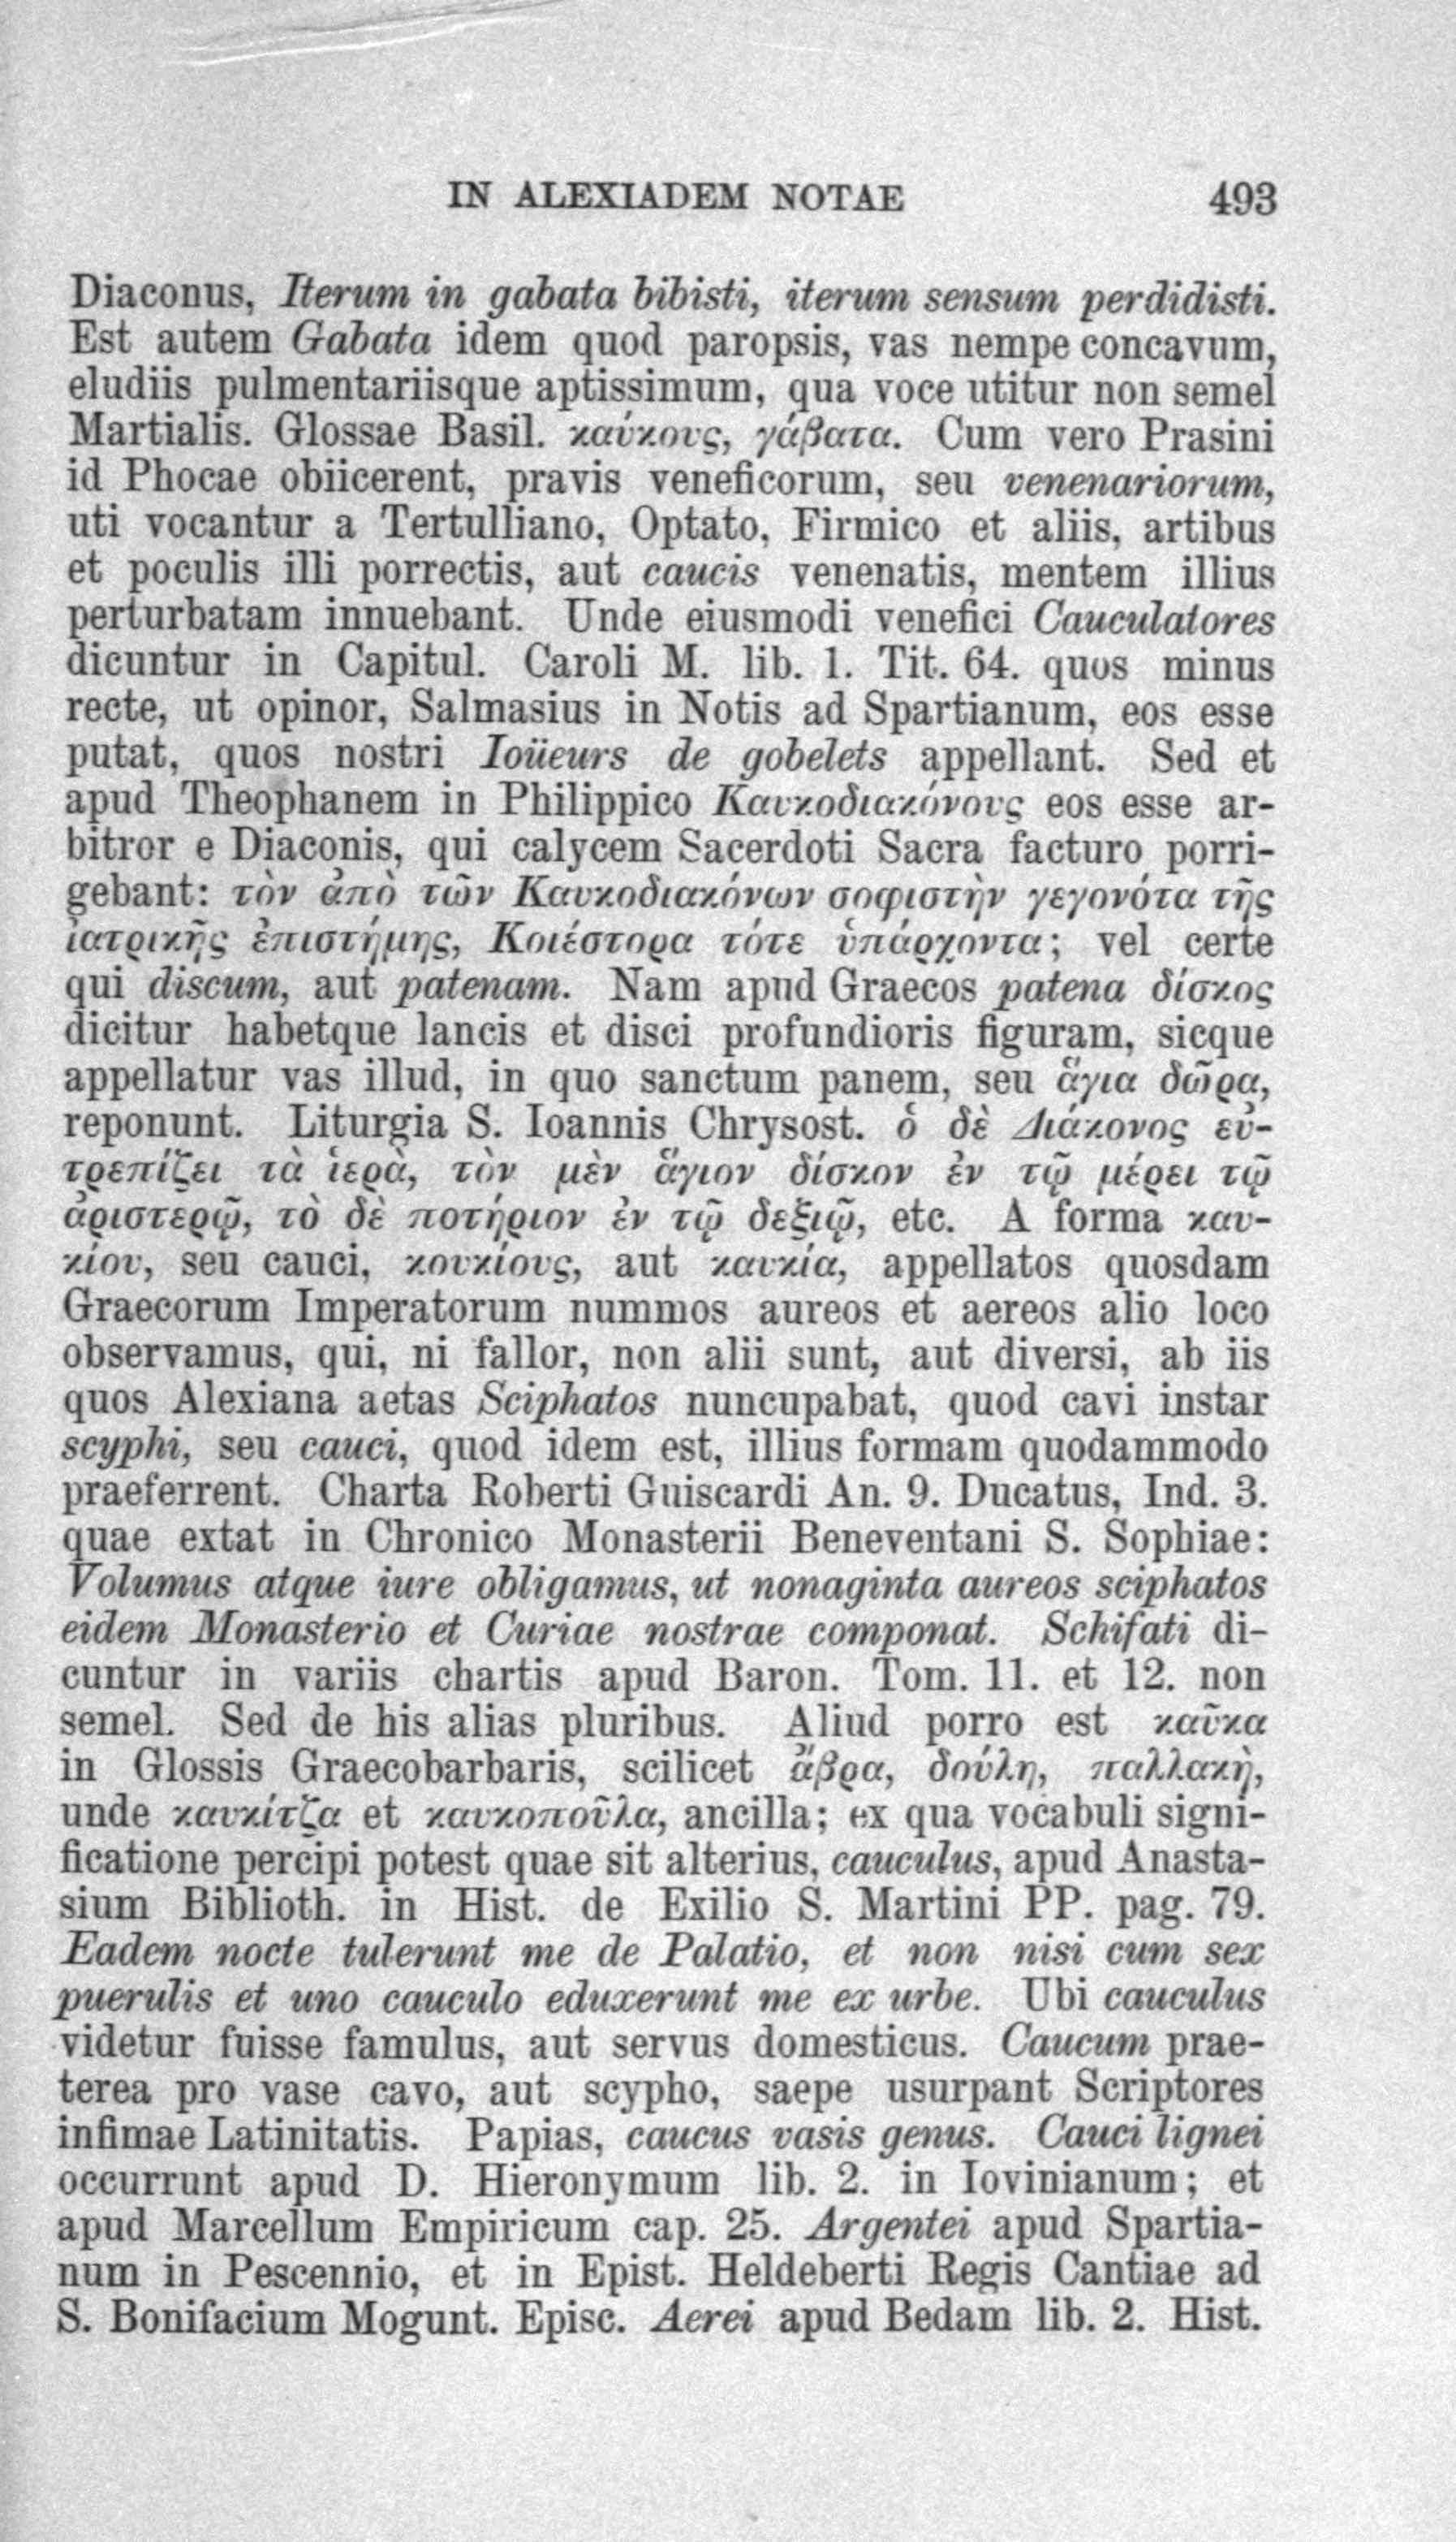 IN ALEXIADEM NOTAE 493
Diaconus, Iterum in gabata bibisti, iterum sensum perdidisti.
Est autem Gabata idem quod paropsis, vas nempe concavum,
eludiis pulmentariisque aptissimum, qua voce utitur non semel
Martialis. Glossae Basil. καύκους, γάβατα. Cum vero Prasini
id Phocae obiicerent, pravis veneficorum, seu venenariorum,
uti vocantur a Tertulliano, Optato, Firmico et aliis, artibus
et poculis illi porrectis, aut caucis venenatis, mentem illius
perturbatam innuebant. Unde eiusmodi venefici Cauculatores
dicuntur in Capitul. Caroli M. lib. 1. Tit. 64. quos minus
recte, ut opinor, Salmasius in Notis ad Spartianum, eos esse
putat, quos nostri Ioüeurs de gobelets appellant. Sed et
apud Theophanem in Philippico Καυκοδιακόνους eos esse ar-
bitror e Diaconis, qui calycem Sacerdoti Sacra facturo porri-
gebant: τὸν ἀπὸ τῶν Καυκοδιακόνων σοφιστὴν γεγονότα τῆς
ἰατρικῆς ἐπιστήμης, Κοιέστορα τότε ὑπάρχοντα; vel certe
qui discum, aut patenam. Nam apud Graecos patena δίσκος
dicitur habetque lancis et disci profundioris figuram, sicque
appellatur vas illud, in quo sanctum panem, seu ἅγια δῶρα,
reponunt. Liturgia S. Ioannis Chrysost. ὁ δὲ Διάκονος εὐ-
τρεπίζει τὰ ἱερὰ, τὸν μὲν ἅγιον δίσκον ἐν τῷ μέρει τῷ
ἀριστερῷ, τὸ δὲ ποτήριον ἐν τῷ δεξιῷ, etc. A forma καυ-
κίου, seu cauci, κουκίους, aut καυκία, appellatos quosdam
Graecorum Imperatorum nummos aureos et aereos alio loco
observamus, qui, ni fallor, non alii sunt, aut diversi, ab iis
quos Alexiana aetas Sciphatos nuncupabat, quod cavi instar
scyphi, seu cauci, quod idem est, illius formam quodammodo
praeferrent. Charta Roberti Guiscardi An. 9. Ducatus, Ind. 3.
quae extat in Chronico Monasterii Beneventani S. Sophiae:
Volumus atque iure obligamus, ut nonaginta aureos sciphatos
eidem Monasterio et Curiae nostrae componat. Schifati di-
cuntur in variis chartis apud Baron. Tom. 11. et 12. non
semel. Sed de his alias pluribus. Aliud porro est καῦκα
in Glossis Graecobarbaris, scilicet ἅβρα, δούλη, παλλακὴ,
unde καυκίτζα et καυκοποῦλα, ancilla; ex qua vocabuli signi-
ficatione percipi potest quae sit alterius, cauculus, apud Anasta-
sium Biblioth. in Hist. de Exilio S. Martini PP. pag. 79.
Eadem nocte tulerunt me de Palatio, et non nisi cum sex
puerulis et uno cauculo eduxerunt me ex urbe. Ubi cauculus
videtur fuisse famulus, aut servus domesticus. Caucum prae-
terea pro vase cavo, aut scypho, saepe usurpant Scriptores
infimae Latinitatis. Papias, caucus vasis genus. Cauci lignei
occurrunt apud D. Hieronymum lib. 2. in Iovinianum; et
apud Marcellum Empiricum cap. 25. Argentei apud Spartia-
num in Pescennio, et in Epist. Heldeberti Regis Cantiae ad
S. Bonifacium Mogunt. Episc. Aerei apud Bedam lib. 2. Hist.